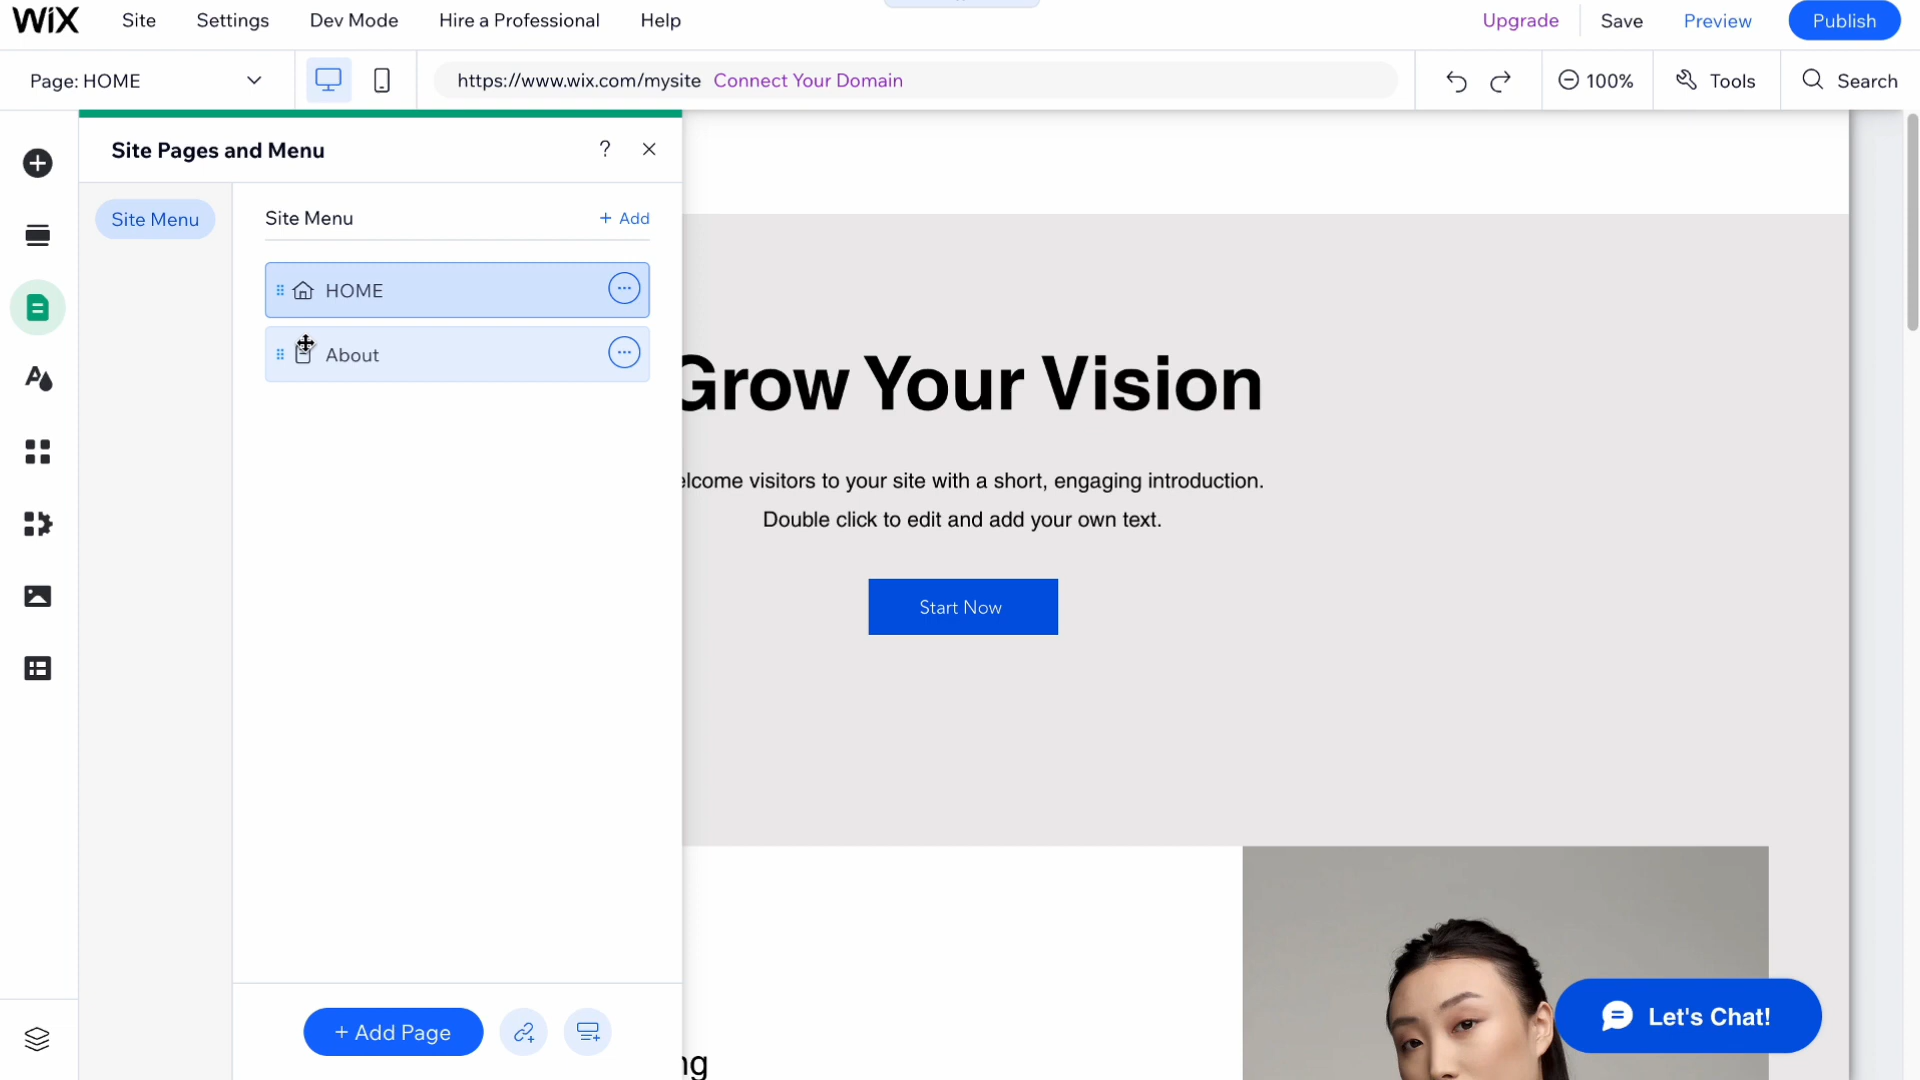 WiX Site Settings Dev Mode Hire a Professional Help Upgrade Save Preview Publish
Page: HOME https://www.wix.com/mysite Connect Your Domain 100% Tools Search
Site Pages and Menu ? ×
Site Menu
Site Menu + Add
HOME
About
Grow Your Vision
elcome visitors to your site with a short, engaging introduction.
Double click to edit and add your own text.
Start Now
Let's Chat!
+ Add Page
ng